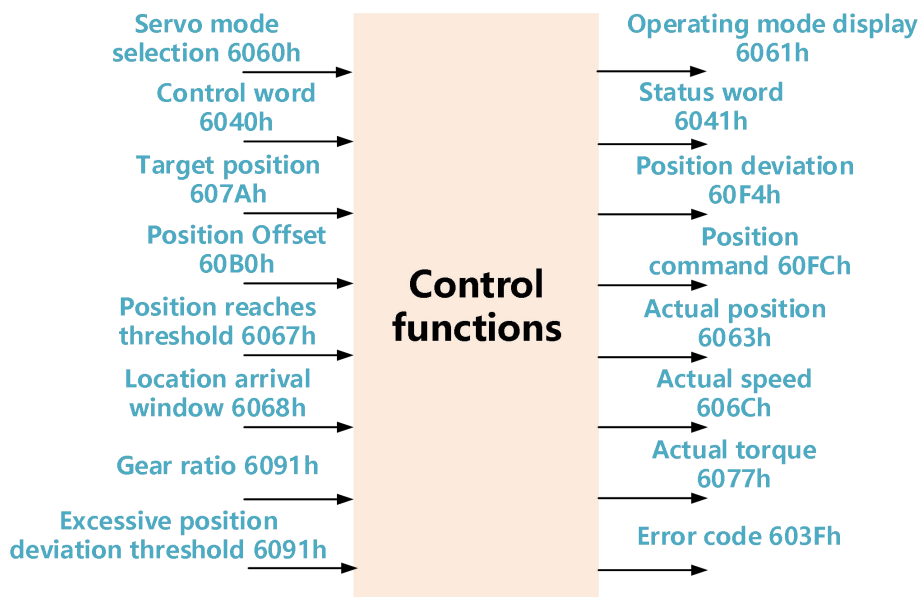 Servo mode
selection 6060h
Control word
6040h
Target position
607Ah
Position Offset
60B0h
Position reaches
threshold 6067h
Location arrival
window 6068h
Gear ratio 6091h
Excessive position
deviation threshold 6091h
Control
functions
Operating mode display
6061h
Status word
6041h
Position deviation
60F4h
Position
command 60FCh
Actual position
6063h
Actual speed
606Ch
Actual torque
6077h
Error code 603Fh